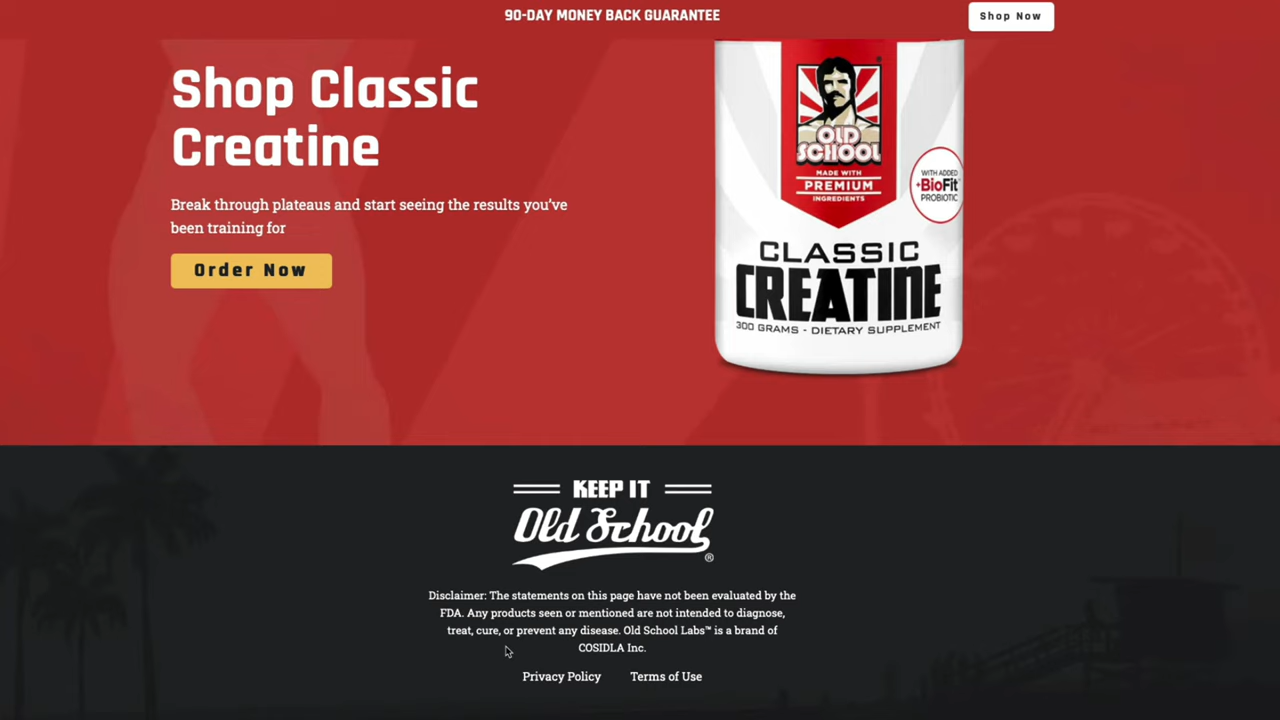 90-DAY MONEY BACK GUARANTEE
Shop Now
Shop Classic
Creatine
Break through plateaus and start seeing the results you've
been training for
Order Now
OLD
SCHOOL
MADE WITH
PREMIUM
INGREDIENTS
WITH ADDED
+BioFit
PROBIOTIC
CLASSIC
CREATINE
300 GRAMS - DIETARY SUPPLEMENT
KEEP IT
Old School®
Disclaimer: The statements on this page have not been evaluated by the
FDA. Any products seen or mentioned are not intended to diagnose,
treat, cure, or prevent any disease. Old School Labs™ is a brand of
COSIDLA Inc.
Privacy Policy
Terms of Use